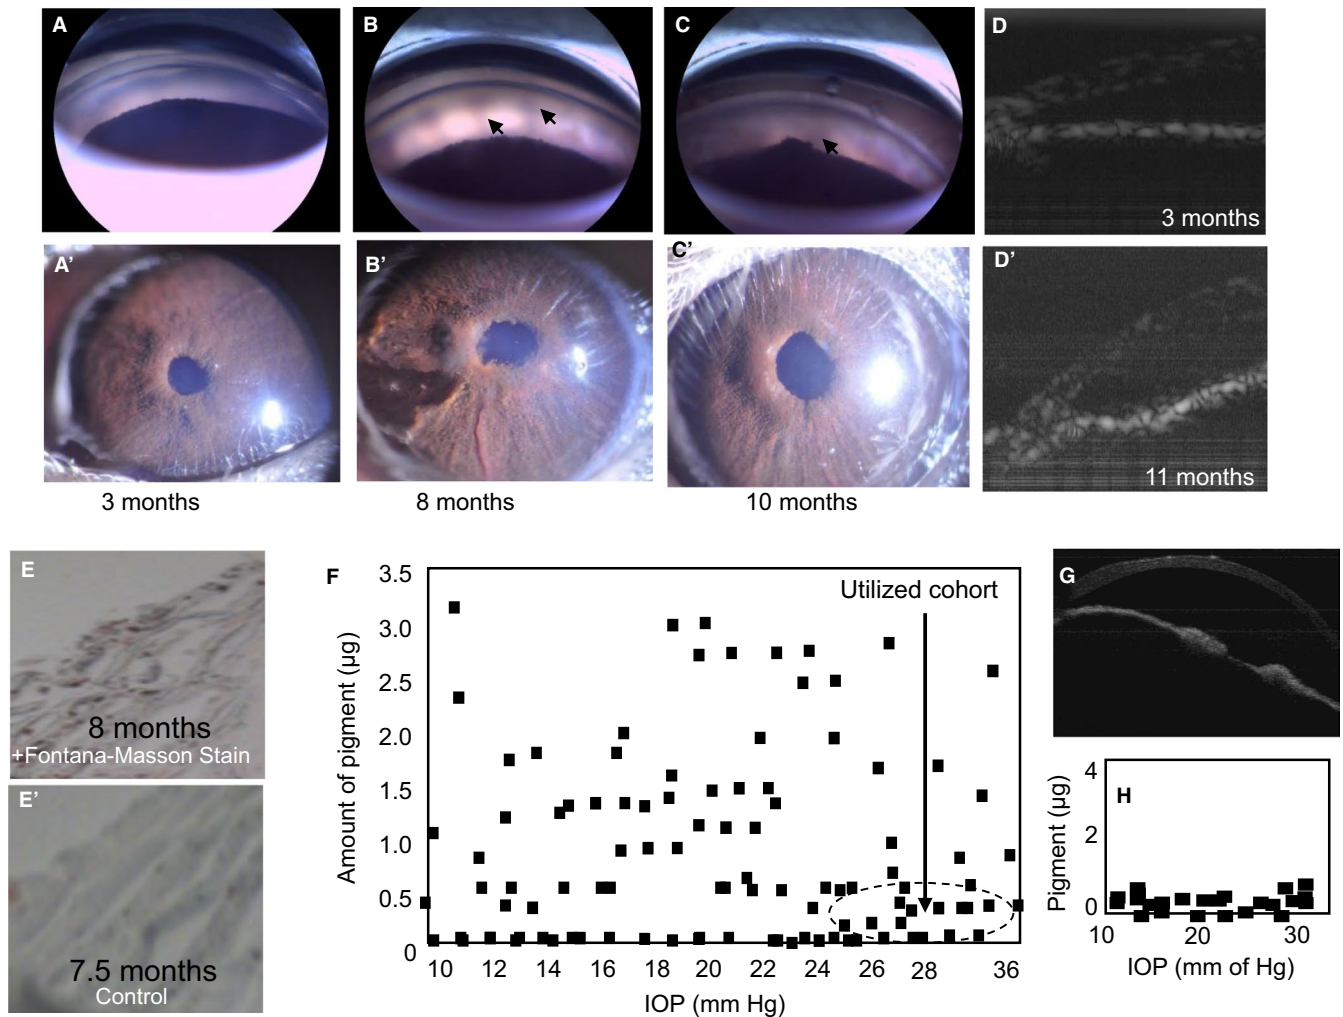 A
B
C
D
3 months
A’
B’
C’
D’
11 months
3 months
8 months
10 months
E
8 months
+Fontana-Masson Stain
E’
7.5 months
Control
F
Utilized cohort
3.5
3.0
2.5
2.0
1.5
1.0
0.5
0
Amount of pigment (µg)
10 12 14 16 18 20 22 24 26 28 36
IOP (mm Hg)
G
H
4
2
0
Pigment (µg)
10 20 30
IOP (mm of Hg)